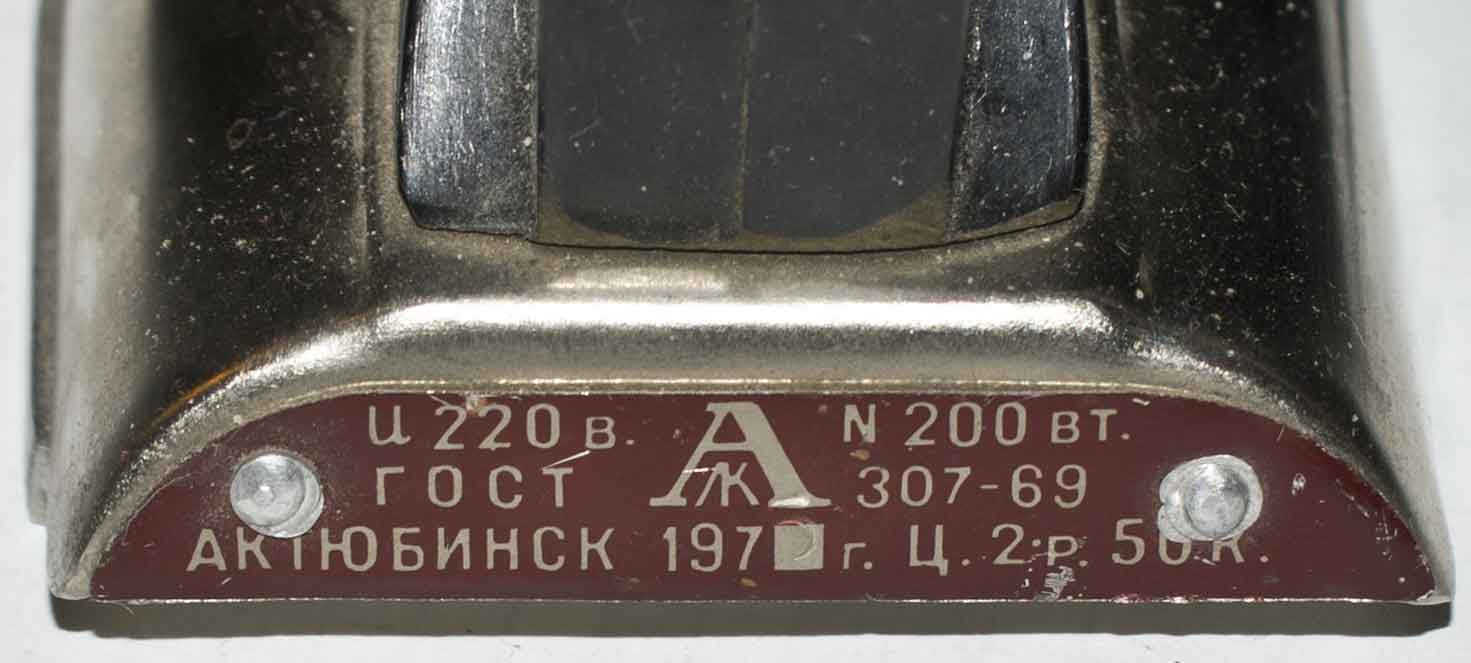 U 220 в. А N 200 вт.
ГОСТ Ж 307-69
АКТЮБИНСК 197 г. Ц. 2 р. 50 к.